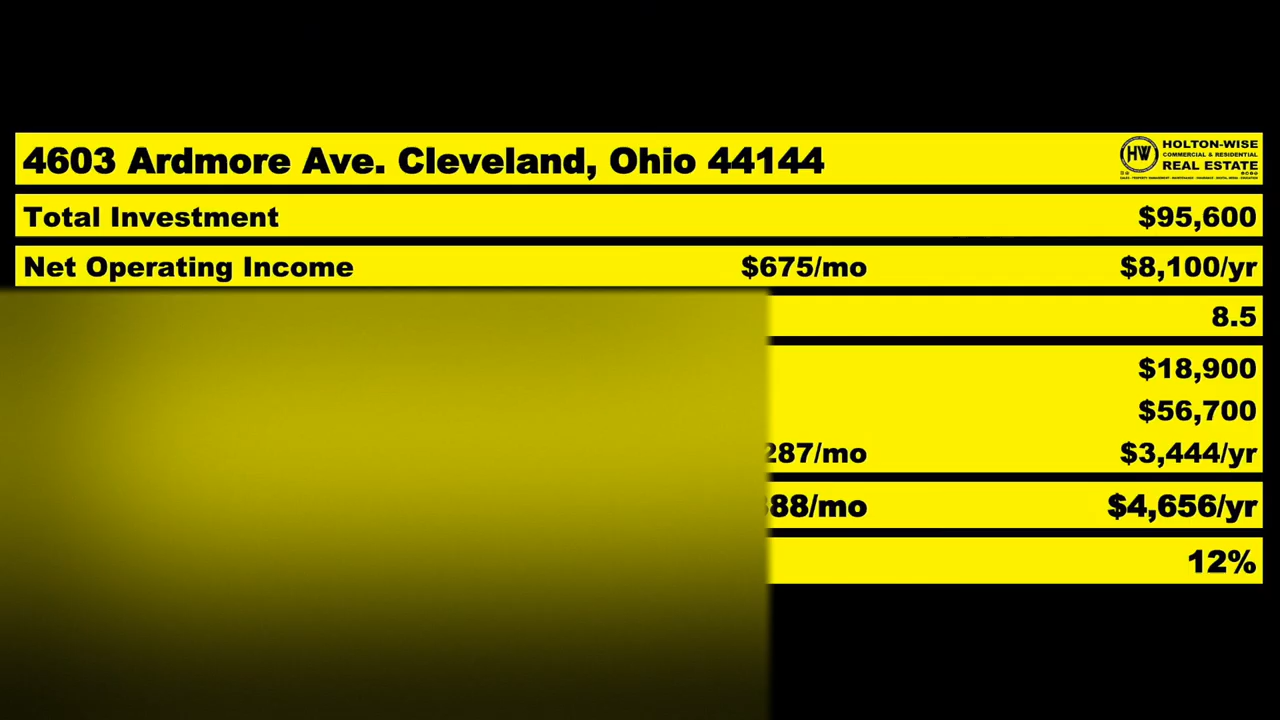 4603 Ardmore Ave. Cleveland, Ohio 44144
HW
HOLTON-WISE
COMMERCIAL & RESIDENTIAL
REAL ESTATE
Total Investment $95,600
Net Operating Income $675/mo $8,100/yr
8.5
$18,900
$56,700
287/mo $3,444/yr
88/mo $4,656/yr
12%